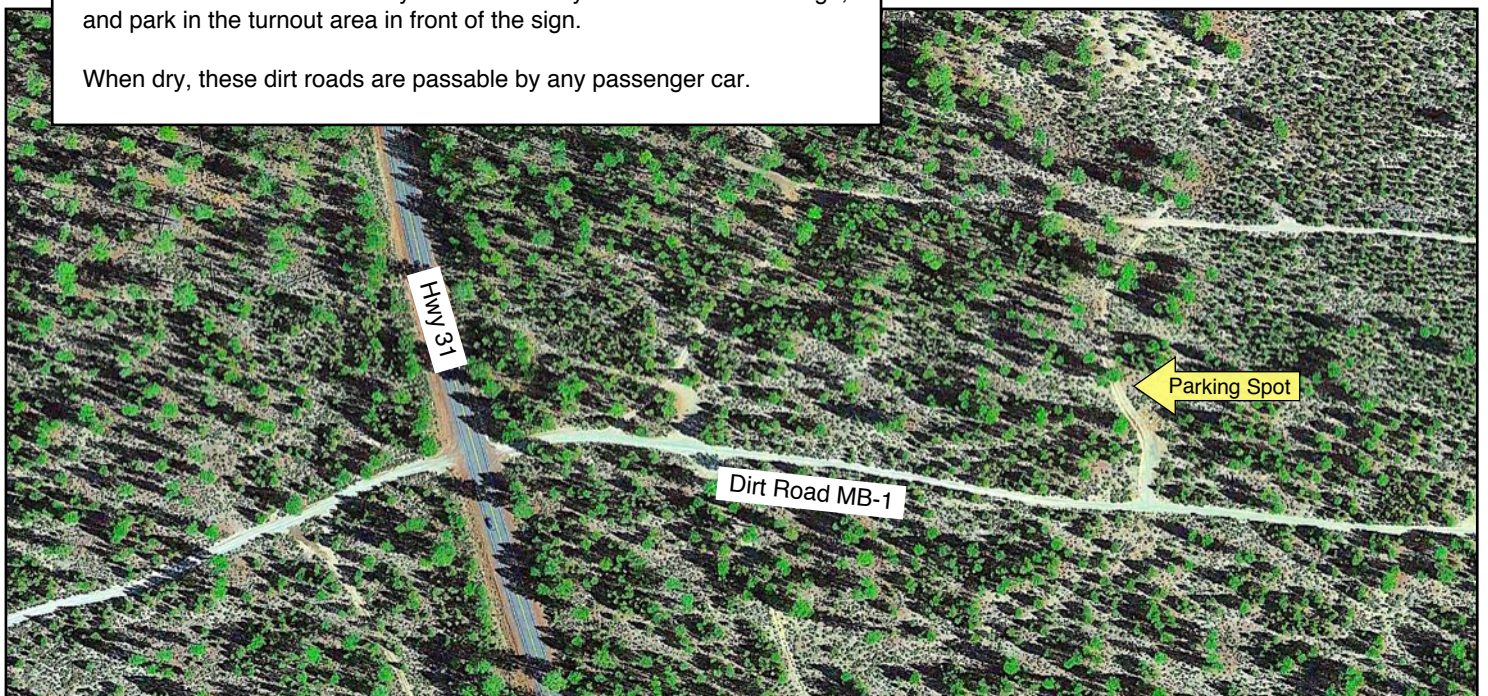 and park in the turnout area in front of the sign.
When dry, these dirt roads are passable by any passenger car.
Hwy 31
Parking Spot
Dirt Road MB-1